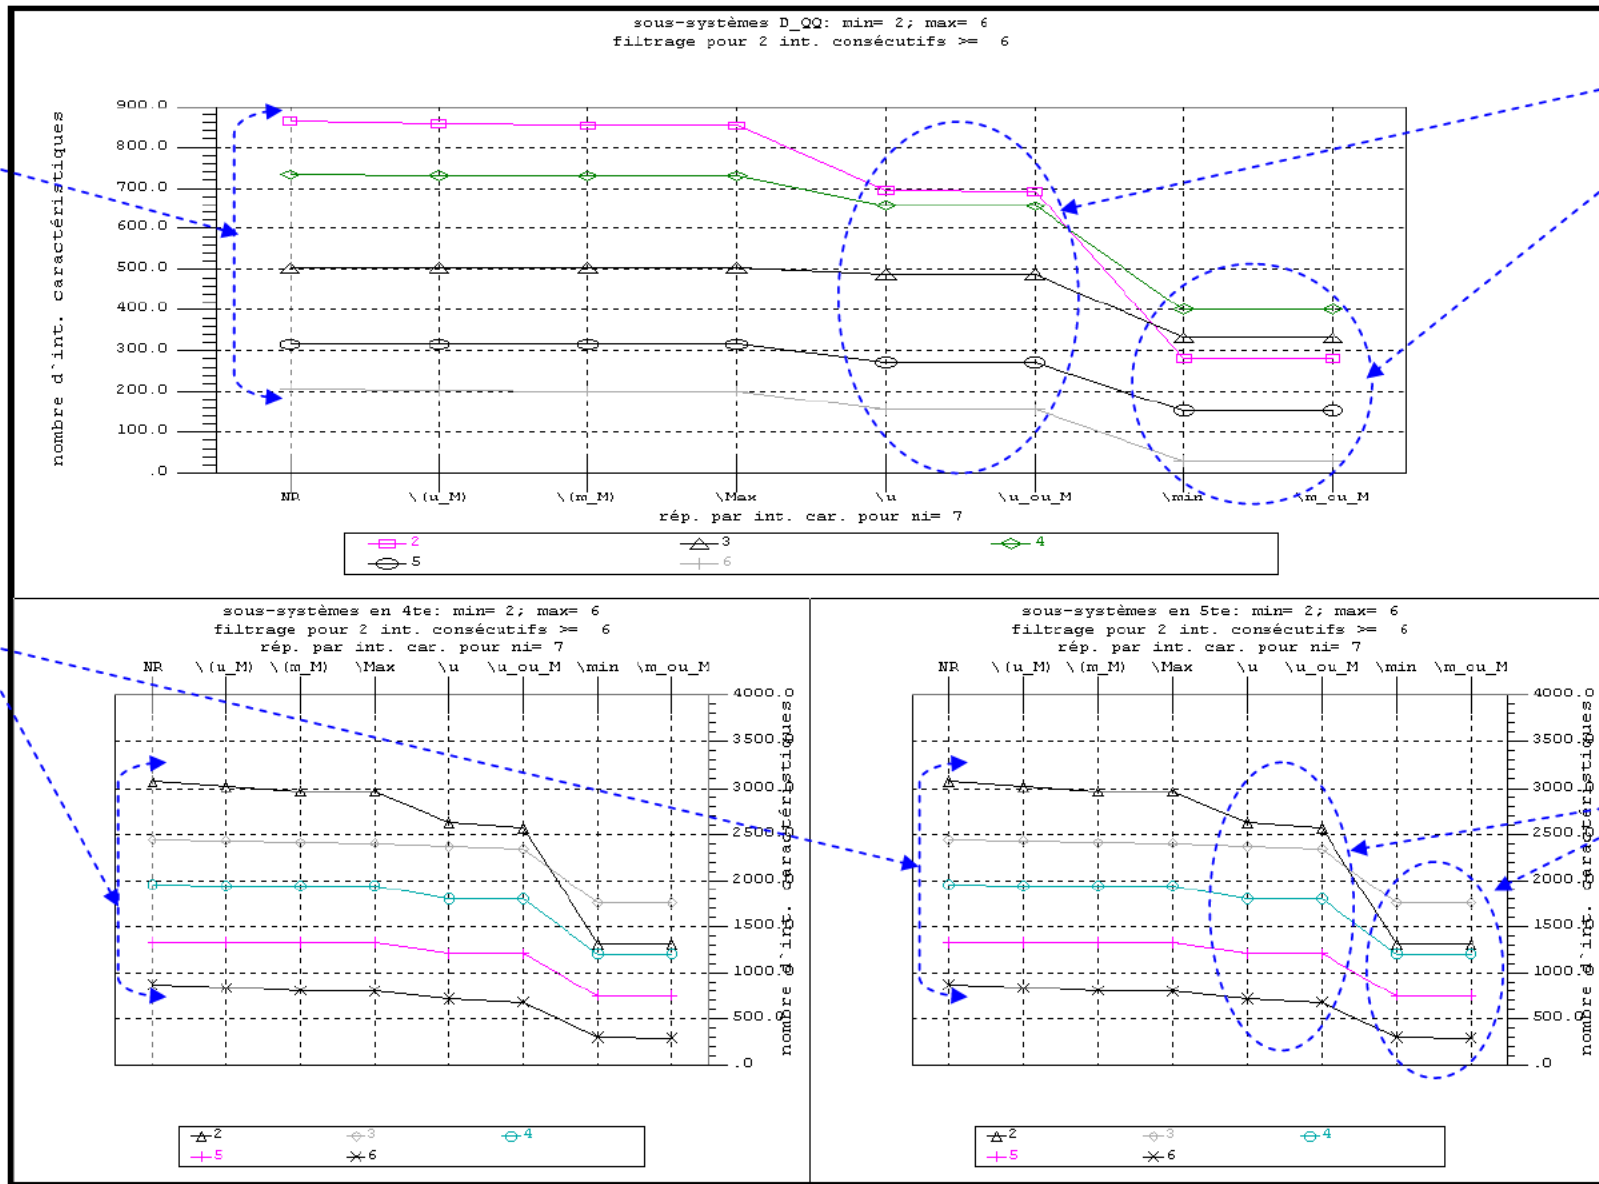 sous-systèmes D_QQ: min= 2; max= 6
filtrage pour 2 int. consécutifs >= 6
nombre d`int. caractéristiques
900.0
800.0
700.0
600.0
500.0
400.0
300.0
200.0
100.0
.0
NR \(u_M) \(m_M) \Max \u \u_ou_M \min \m_ou_M
rép. par int. car. pour ni= 7
2 3 4
5 6
sous-systèmes en 4te: min= 2; max= 6
filtrage pour 2 int. consécutifs >= 6
rép. par int. car. pour ni= 7
NR \(u_M) \(m_M) \Max \u \u_ou_M \min \m_ou_M
4000.0
3500.0
3000.0
2500.0
2000.0
1500.0
1000.0
500.0
.0
nombre d`int. caractéristiques
2 3 4
5 6
sous-systèmes en 5te: min= 2; max= 6
filtrage pour 2 int. consécutifs >= 6
rép. par int. car. pour ni= 7
NR \(u_M) \(m_M) \Max \u \u_ou_M \min \m_ou_M
4000.0
3500.0
3000.0
2500.0
2000.0
1500.0
1000.0
500.0
.0
nombre d`int. caractéristiques
2 3 4
5 6